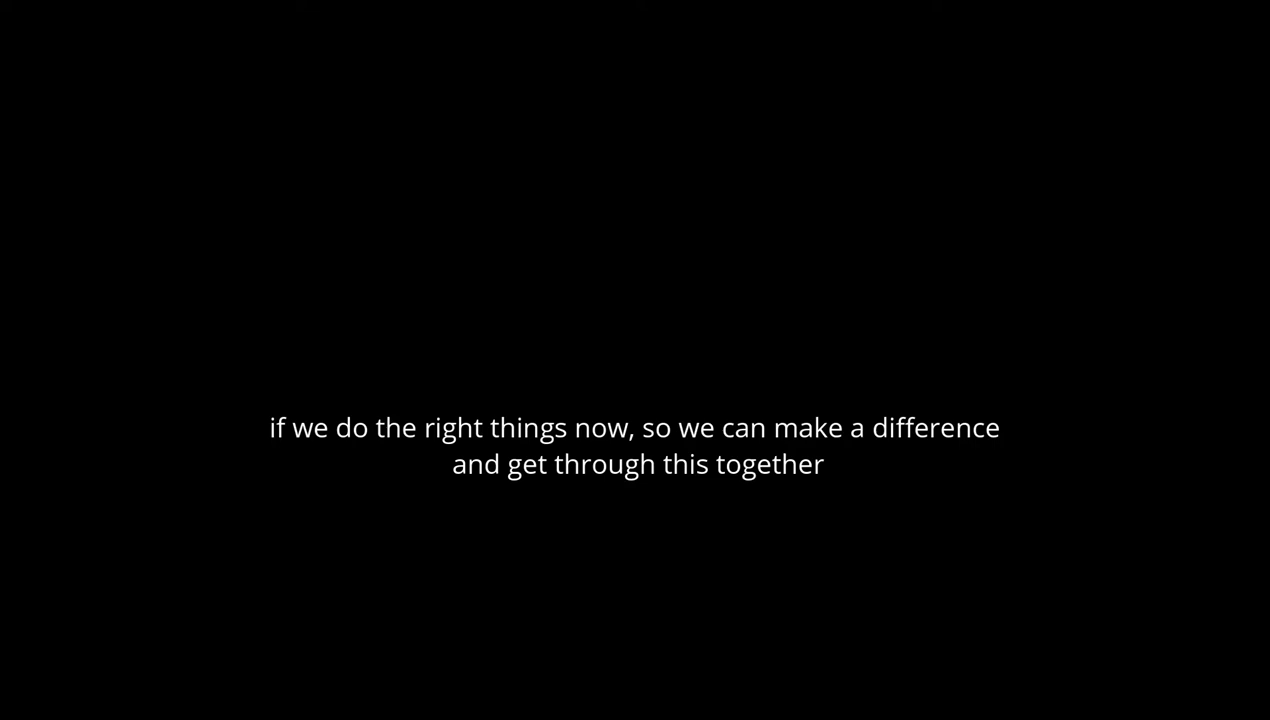 if we do the right things now, so we can make a difference
and get through this together